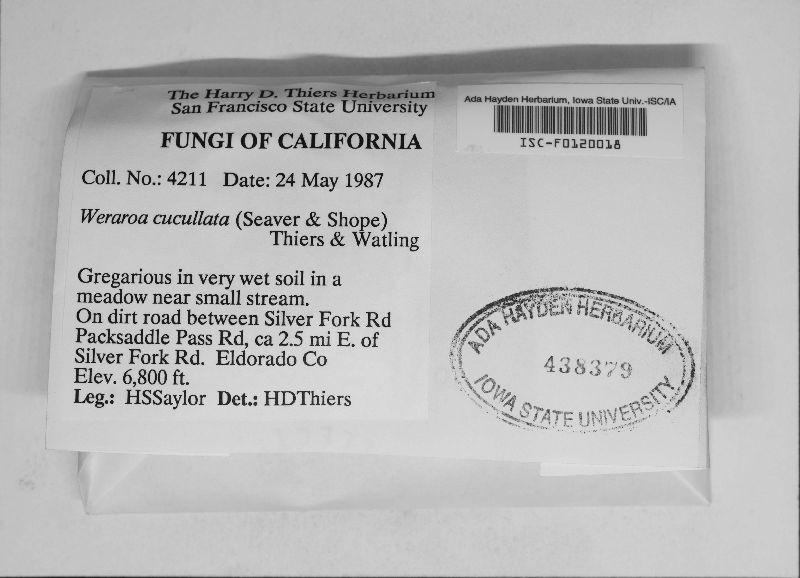 The Harry D. Thiers Herbarium
San Francisco State University
FUNGI OF CALIFORNIA
Coll. No.: 4211 Date: 24 May 1987
Weraroa cucullata (Seaver & Shope)
Thiers & Watling
Gregarious in very wet soil in a
meadow near small stream.
On dirt road between Silver Fork Rd
Packsaddle Pass Rd, ca 2.5 mi E. of
Silver Fork Rd. Eldorado Co
Elev. 6,800 ft.
Leg.: HSSaylor Det.: HDThiers
Ada Hayden Herbarium, Iowa State Univ.-ISC/IA
ISC-F0120018
ADA HAYDEN HERBARIUM
438379
IOWA STATE UNIVERSITY